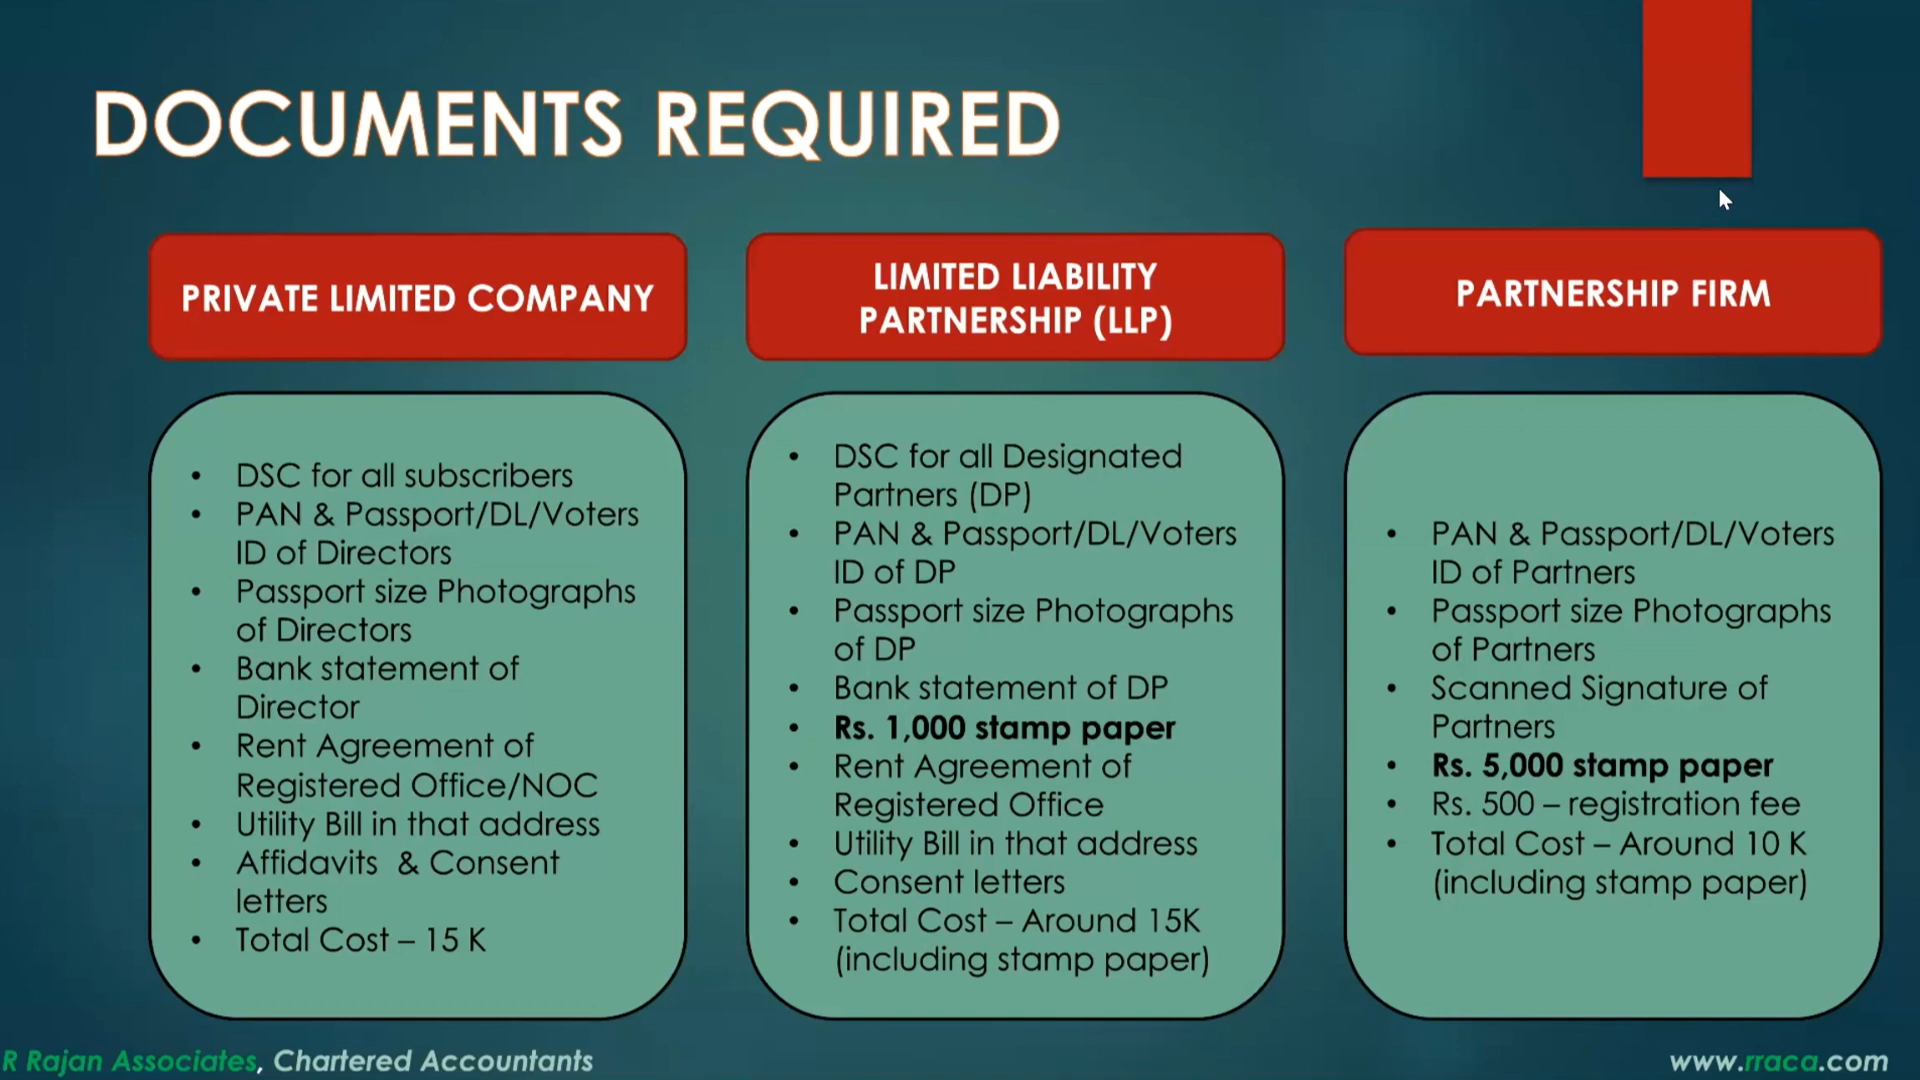 DOCUMENTS REQUIRED
PRIVATE LIMITED COMPANY
• DSC for all subscribers
• PAN & Passport/DL/Voters
ID of Directors
• Passport size Photographs
of Directors
• Bank statement of
Director
• Rent Agreement of
Registered Office/NOC
• Utility Bill in that address
• Affidavits & Consent
letters
• Total Cost – 15 K
LIMITED LIABILITY
PARTNERSHIP (LLP)
• DSC for all Designated
Partners (DP)
• PAN & Passport/DL/Voters
ID of DP
• Passport size Photographs
of DP
• Bank statement of DP
• Rs. 1,000 stamp paper
• Rent Agreement of
Registered Office
• Utility Bill in that address
• Consent letters
• Total Cost – Around 15K
(including stamp paper)
PARTNERSHIP FIRM
• PAN & Passport/DL/Voters
ID of Partners
• Passport size Photographs
of Partners
• Scanned Signature of
Partners
• Rs. 5,000 stamp paper
• Rs. 500 – registration fee
• Total Cost – Around 10 K
(including stamp paper)
R Rajan Associates, Chartered Accountants
www.rraca.com